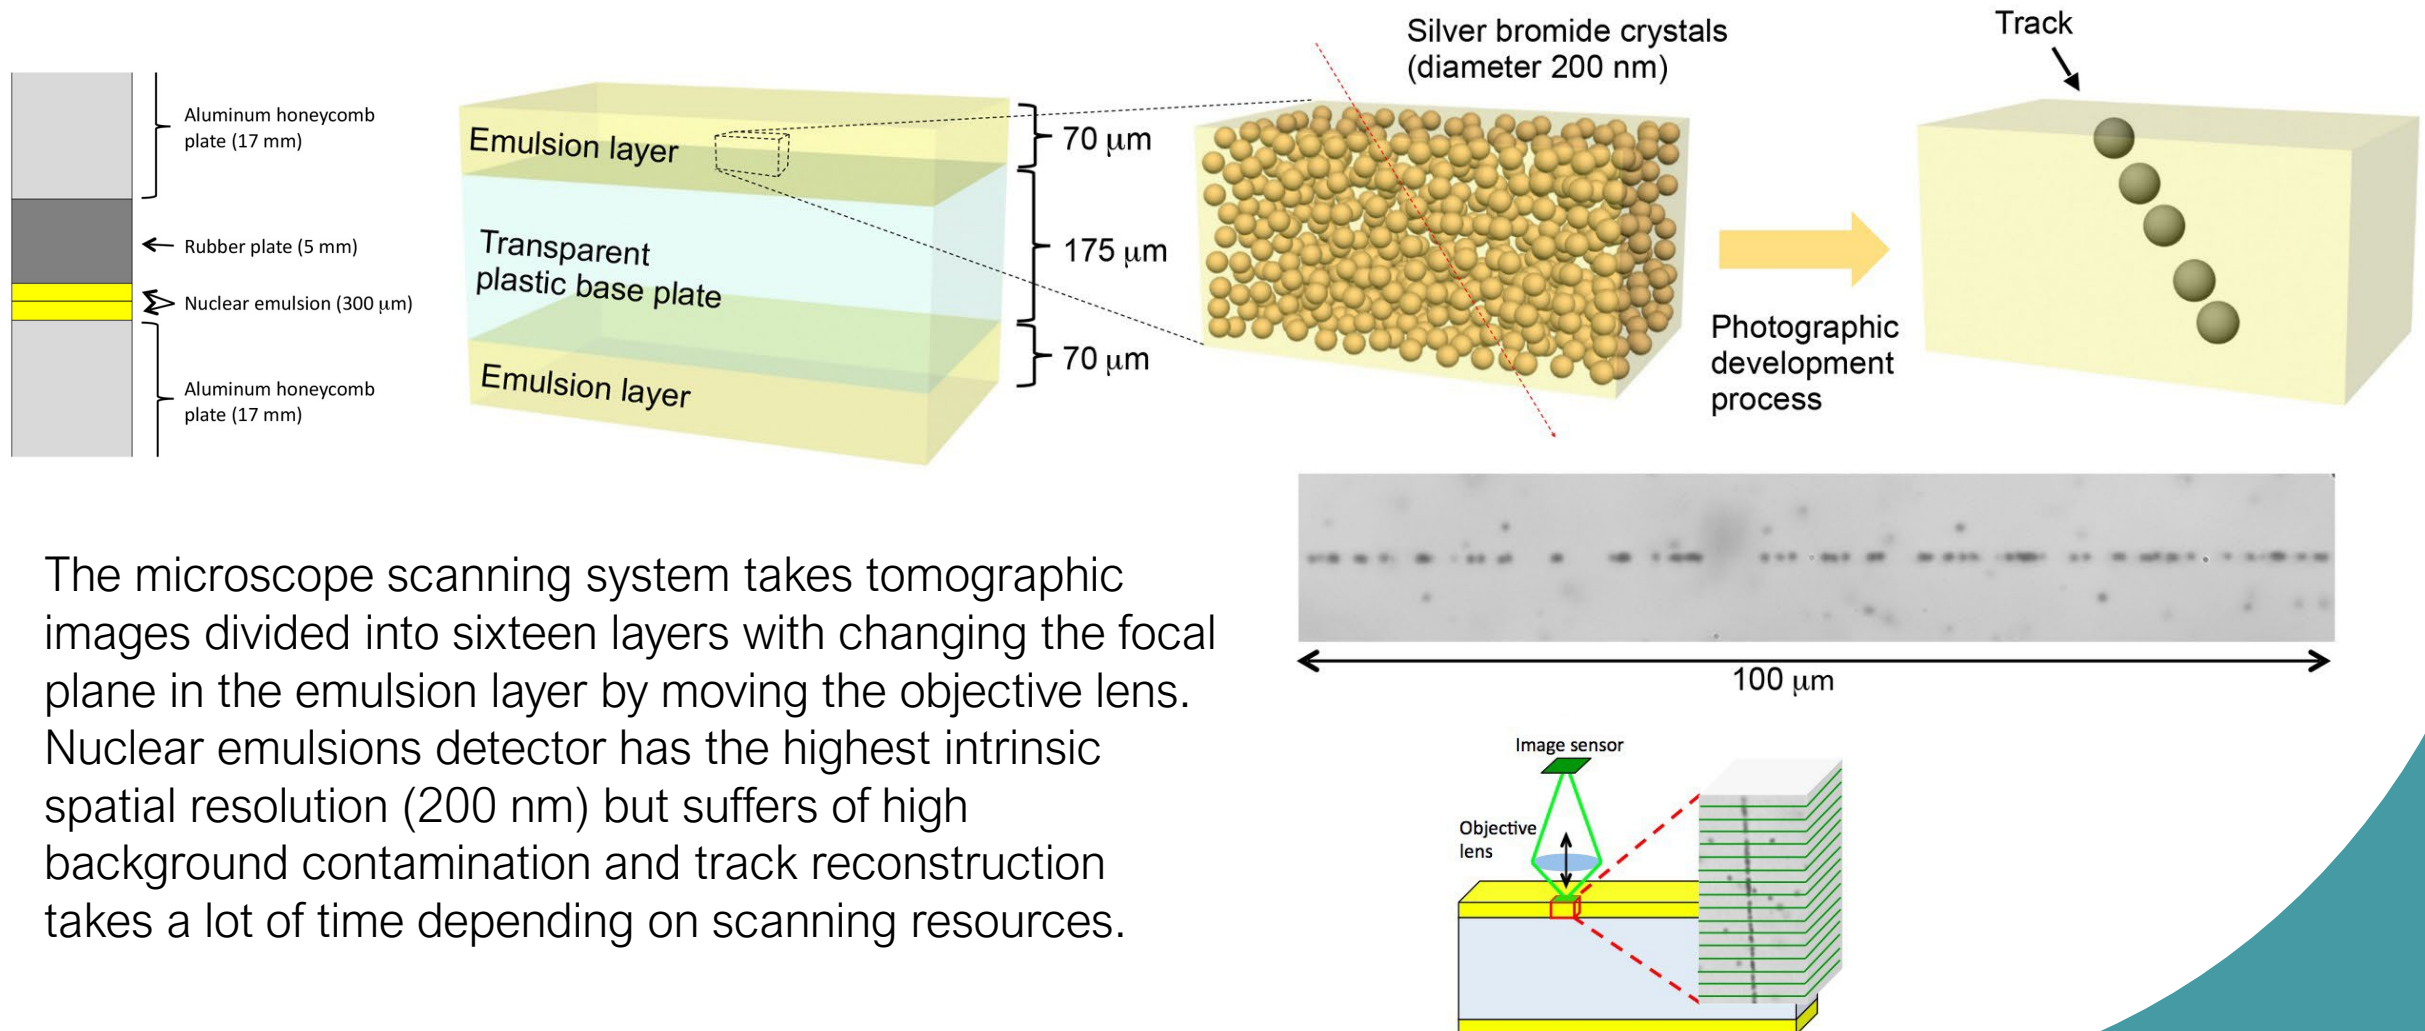 Aluminum honeycomb
plate (17 mm)
Rubber plate (5 mm)
Nuclear emulsion (300 μm)
Aluminum honeycomb
plate (17 mm)
Emulsion layer
Transparent
plastic base plate
Emulsion layer
70 μm
175 μm
70 μm
Silver bromide crystals
(diameter 200 nm)
Photographic
development
process
Track
100 μm
The microscope scanning system takes tomographic
images divided into sixteen layers with changing the focal
plane in the emulsion layer by moving the objective lens.
Nuclear emulsions detector has the highest intrinsic
spatial resolution (200 nm) but suffers of high
background contamination and track reconstruction
takes a lot of time depending on scanning resources.
Image sensor
Objective
lens